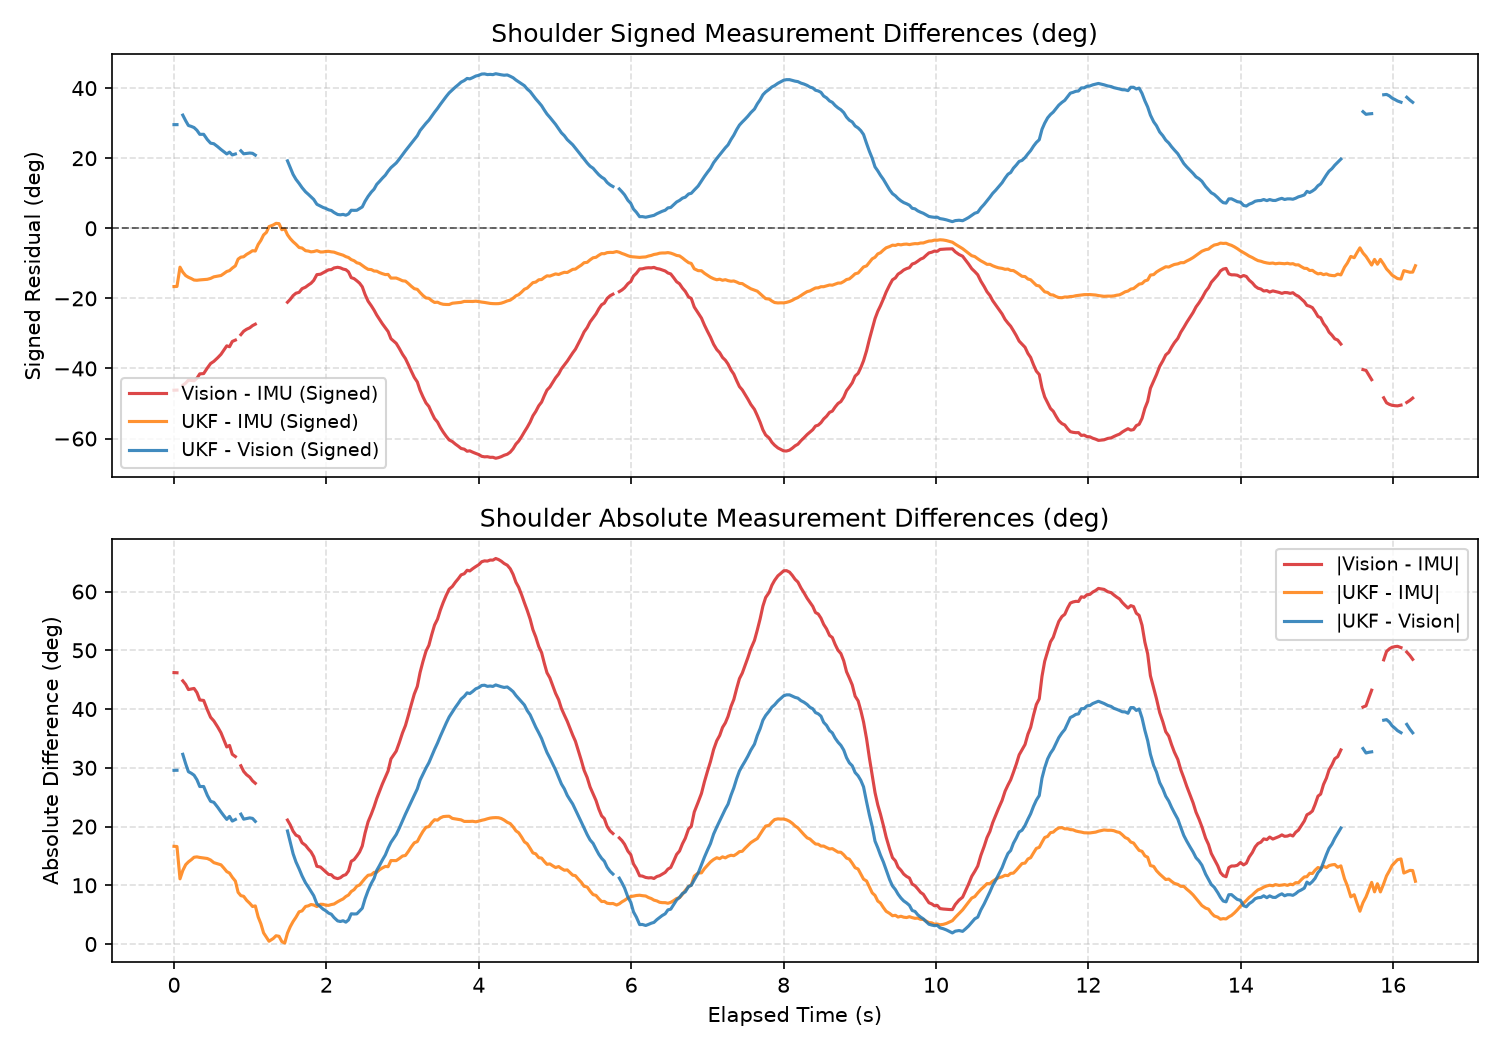 Shoulder Signed Measurement Differences (deg)
Signed Residual (deg)
40
20
0
−20
−40
−60
Vision - IMU (Signed)
UKF - IMU (Signed)
UKF - Vision (Signed)
Shoulder Absolute Measurement Differences (deg)
Absolute Difference (deg)
60
50
40
30
20
10
0
|Vision - IMU|
|UKF - IMU|
|UKF - Vision|
0 2 4 6 8 10 12 14 16
Elapsed Time (s)